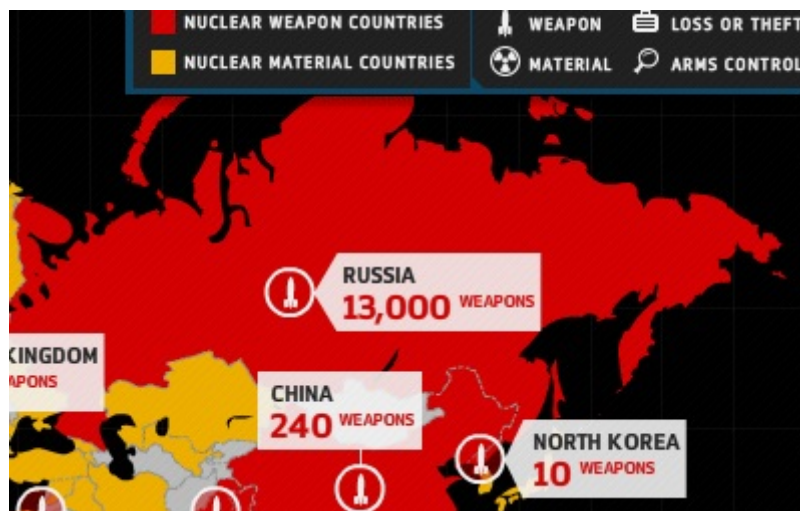 NUCLEAR WEAPON COUNTRIES
NUCLEAR MATERIAL COUNTRIES
WEAPON
LOSS OR THEFT
MATERIAL
ARMS CONTROL
RUSSIA
13,000 WEAPONS
KINGDOM
APONS
CHINA
240 WEAPONS
NORTH KOREA
10 WEAPONS